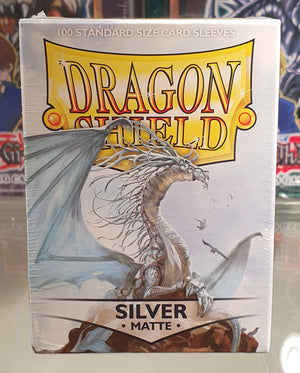 100 STANDARD SIZE CARD SLEEVES
DRAGON
SHIELD
SILVER
• MATTE •